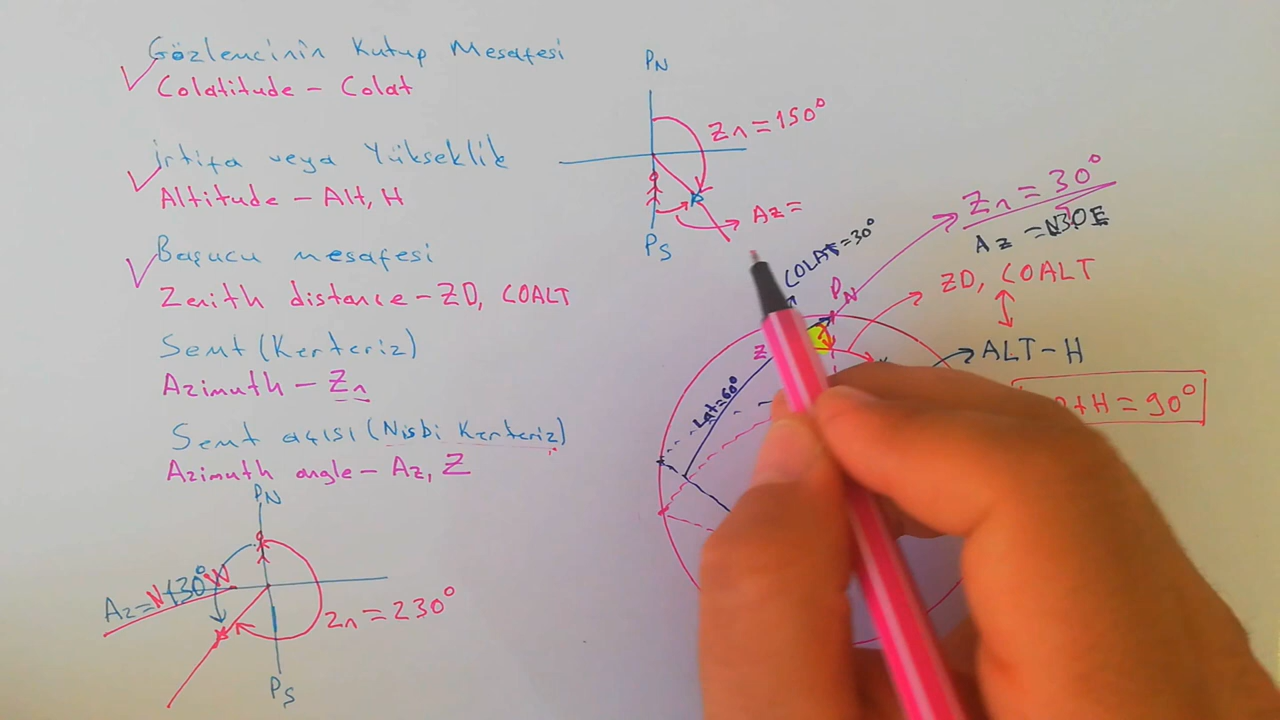 Gözlemcinin Kutup Mesafesi
Colatitude – Colat
İrtifa veya Yükseklik
Altitude – Alt, H
Başucu mesafesi
Zenith distance – ZD, COALT
Semt (Kerteriz)
Azimuth – Zn
Semt açısı (Nisbi Kerteriz)
Azimuth angle – Az, Z
PN
Az = N130°W
Zn = 230°
PS
PN
Zn = 150°
Az =
PS
Zn = 30°
Az = N30E
COLAT = 30°
PN
ZD, COALT
Z
ALT – H
Lat = 60°
+H = 90°